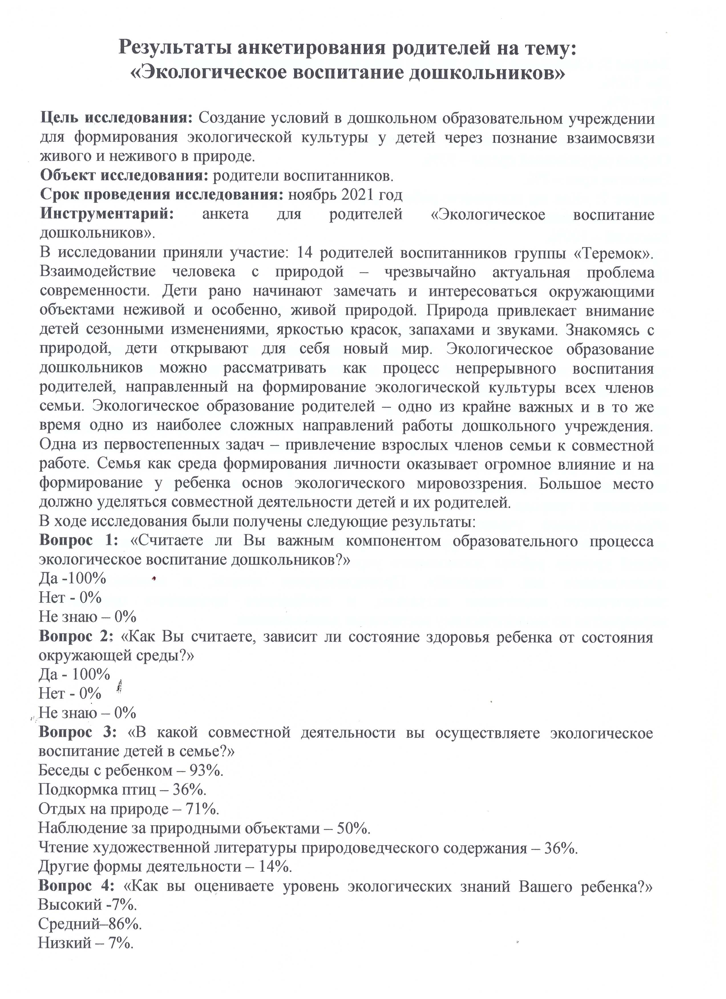 Результаты анкетирования родителей на тему:
«Экологическое воспитание дошкольников»
Цель исследования: Создание условий в дошкольном образовательном учреждении
для формирования экологической культуры у детей через познание взаимосвязи
живого и неживого в природе.
Объект исследования: родители воспитанников.
Срок проведения исследования: ноябрь 2021 год
Инструментарий: анкета для родителей «Экологическое воспитание
дошкольников».
В исследовании приняли участие: 14 родителей воспитанников группы «Теремок».
Взаимодействие человека с природой – чрезвычайно актуальная проблема
современности. Дети рано начинают замечать и интересоваться окружающими
объектами неживой и особенно, живой природой. Природа привлекает внимание
детей сезонными изменениями, яркостью красок, запахами и звуками. Знакомясь с
природой, дети открывают для себя новый мир. Экологическое образование
дошкольников можно рассматривать как процесс непрерывного воспитания
родителей, направленный на формирование экологической культуры всех членов
семьи. Экологическое образование родителей – одно из крайне важных и в то же
время одно из наиболее сложных направлений работы дошкольного учреждения.
Одна из первостепенных задач – привлечение взрослых членов семьи к совместной
работе. Семья как среда формирования личности оказывает огромное влияние и на
формирование у ребенка основ экологического мировоззрения. Большое место
должно уделяться совместной деятельности детей и их родителей.
В ходе исследования были получены следующие результаты:
Вопрос 1: «Считаете ли Вы важным компонентом образовательного процесса
экологическое воспитание дошкольников?»
Да -100%
Нет - 0%
Не знаю – 0%
Вопрос 2: «Как Вы считаете, зависит ли состояние здоровья ребенка от состояния
окружающей среды?»
Да - 100%
Нет - 0%
Не знаю – 0%
Вопрос 3: «В какой совместной деятельности вы осуществляете экологическое
воспитание детей в семье?»
Беседы с ребенком – 93%.
Подкормка птиц – 36%.
Отдых на природе – 71%.
Наблюдение за природными объектами – 50%.
Чтение художественной литературы природоведческого содержания – 36%.
Другие формы деятельности – 14%.
Вопрос 4: «Как вы оцениваете уровень экологических знаний Вашего ребенка?»
Высокий -7%.
Средний–86%.
Низкий – 7%.